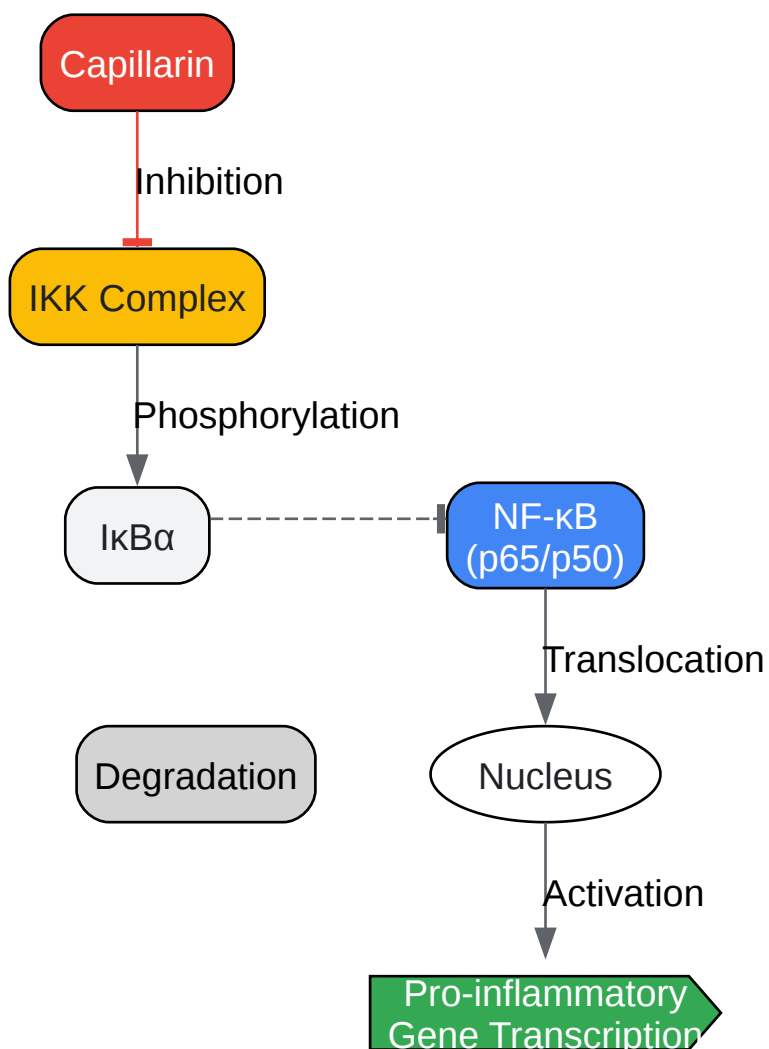 Capillarin
Inhibition
IKK Complex
Phosphorylation
IκBα
NF-κB
(p65/p50)
Translocation
Degradation
Nucleus
Activation
Pro-inflammatory
Gene Transcription